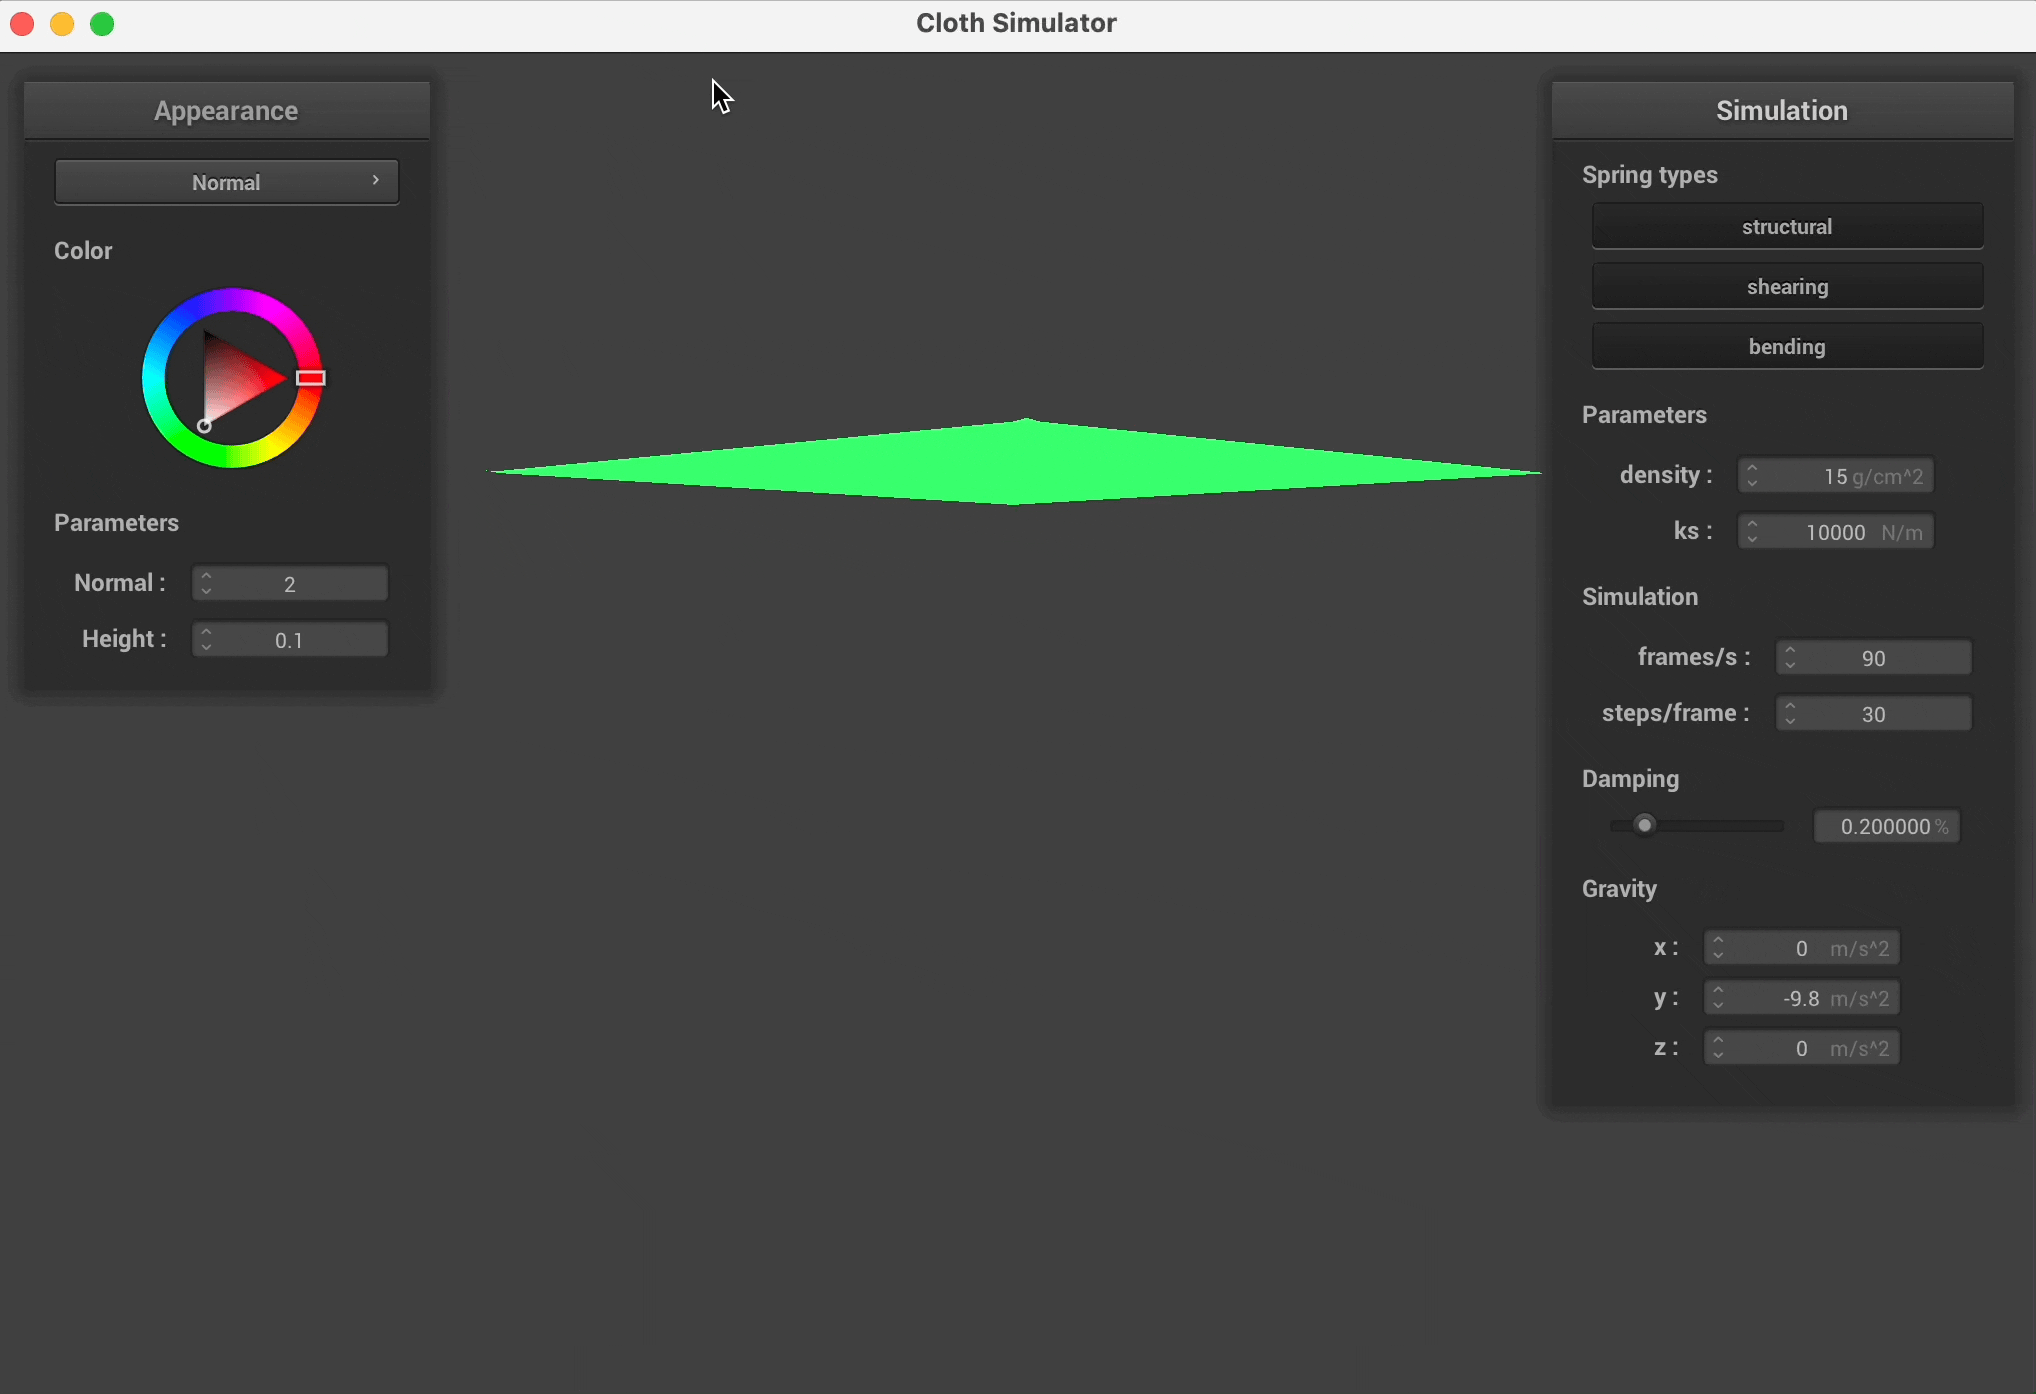 Cloth Simulator
Appearance
Normal
Color
Parameters
Normal : 2
Height : 0.1
Simulation
Spring types
structural
shearing
bending
Parameters
density : 15 g/cm^2
ks : 10000 N/m
Simulation
frames/s : 90
steps/frame : 30
Damping
0.200000 %
Gravity
x : 0 m/s^2
y : -9.8 m/s^2
z : 0 m/s^2